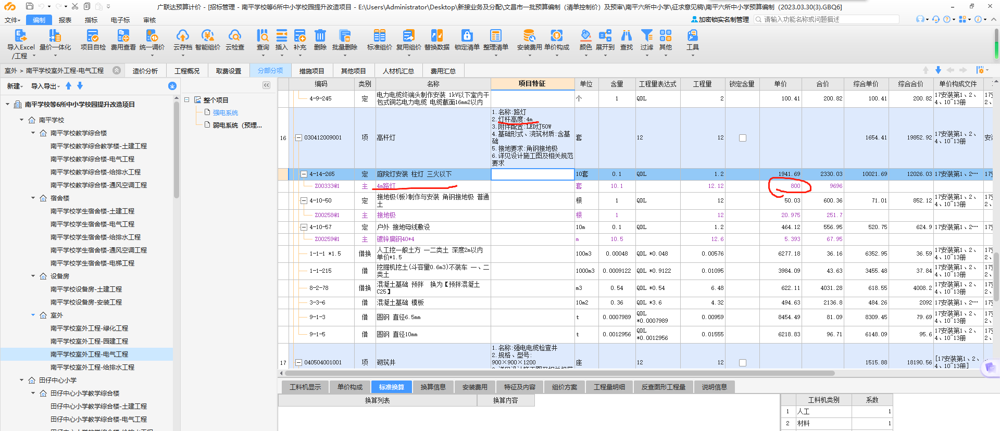 广联达预算计价 - [招标管理 - 南平学校等6所中小学校园提升改造项目 - E:\Users\Administrator\Desktop\新接业务及分配\文昌市一批预算编制（清单控制价）及预审\南平六所中小学\征求意见稿\南平六所中小学预算编制（2023.03.30(3).GBQ6]
文件 编制 报表 指标 电子标 审核
加密锁实名制管理 请输入功能名称或问题描述
导入Excel/工程 量价一体化 项目自检 费用查看 统一调价 云存档 智能组价 云检查 查询 插入 补充 删除 批量删除 标准组价 复用组价 替换数据 锁定清单 整理清单 安装费用 单价构成 颜色 展开到 查找 过滤 其他 工具
室外 > 南平学校室外工程-电气工程 造价分析 工程概况 取费设置 分部分项 措施项目 其他项目 人材机汇总 费用汇总
新建 导入导出
南平学校等6所中小学校园提升改造项目
南平学校
南平学校教学综合楼
南平学校教学综合教学楼-土建工程
南平学校教学综合楼-电气工程
南平学校教学综合楼-给排水工程
南平学校教学综合楼-通风空调工程
宿舍楼
南平学校学生宿舍楼-土建工程
南平学校学生宿舍楼-电气工程
南平学校学生宿舍楼-给排水工程
南平学校学生宿舍楼-通风空调工程
南平学校学生宿舍楼-电梯工程
设备房
南平学校设备房-土建工程
南平学校设备房-安装工程
室外
南平学校室外工程-绿化工程
南平学校室外工程-园建工程
南平学校室外工程-电气工程
南平学校室外工程-给排水工程
田仔中心小学
田仔中心小学教学综合楼
田仔中心小学教学综合楼-土建工程
田仔中心小学教学综合楼-电气工程
整个项目
强电系统
弱电系统（预埋...
编码 类别 名称 项目特征 单位 含量 工程量表达式 工程量 锁定含量 单价 合价 综合单价 综合合价 单价构成文件
4-9-245 定 电力电缆终端头制作安装 1kV以下室内干包式铜芯电力电缆 电缆截面16mm2以内 个 1 QDL 2 100.41 200.82 100.41 200.82 17安装第1、2、4、10~13册
16 030412009001 项 高杆灯
1.名称:路灯
2.灯杆高度:4m
3.附件配置:LED灯50W
4.基础形式、浇筑材质:含基础
5.接地要求:角钢接地极
6.详见设计施工图及相关规范要求
套 12 12 1654.41 19852.92 17安装第1、2、4、10~13册 安
4-14-265 定 庭院灯安装 柱灯 三火以下 10套 0.1 QDL 1.2 1941.69 2330.03 10021.69 12026.03 17安装第1、2…
Z00333@1 主 4m路灯 套 10.1 12.12 800 9696
4-10-50 定 接地极(板)制作与安装 角钢接地极 普通土 根 1 QDL 12 50.03 600.36 71.01 852.12 17安装第1、2、4、10~13册
Z00258@1 主 接地极 根 1 12 20.975 251.7
4-10-57 定 户外 接地母线敷设 10m 0.1 QDL 1.2 464.12 556.95 520.75 624.9 17安装第1、2…
Z00259@1 主 镀锌扁钢40*4 m 10.5 12.6 5.393 67.95
1-1-1 *1.5 借换 人工挖一般土方 一二类土 深度2m以内 单价*1.5 100m3 0.00048 QDL *0.048 0.00576 6277.18 36.16 6352.95 36.59 17安装第1、2、4、10~13册
1-1-215 借 挖掘机挖土(斗容量0.6m3)不装车 一、二类土 1000m3 0.0009122 QDL *0.9122 0.01095 3984.09 43.63 3455.48 37.84 17安装第1、2、4、10~13册
8-2-78 借换 混凝土基础 预拌 换为【预拌混凝土 C25】 m3 0.54 QDL *0.54 6.48 622.11 4031.28 618.55 4008.2 17安装第1、2、4、10~13册
3-3-6 借 混凝土基础 模板 10m2 0.36 QDL *3.6 4.32 494.63 2136.8 484.26 2092 17安装第1、2…
9-1-3 借 圆钢 直径6.5mm t 0.0007989 QDL *0.0007989 0.00959 8454.49 81.09 8309.45 79.69 17安装第1、2、4、10~13册
9-1-5 借 圆钢 直径10mm t 0.0012956 QDL *0.0012956 0.01555 6218.83 96.71 6148.09 95.6 17安装第1、2、4、10~13册
17 040504001001 项 砌筑井
1.名称:强电电缆检查井
2.规格、型号:
900×900×1200
座 12 12 1515.88 18190.56 [17安装第1、2、4、10~13册]
工料机显示 单价构成 标准换算 换算信息 安装费用 特征及内容 组价方案 工程量明细 反查图形工程量 说明信息
换算列表 换算内容
工料机类别 系数
1 人工 1
2 材料 1